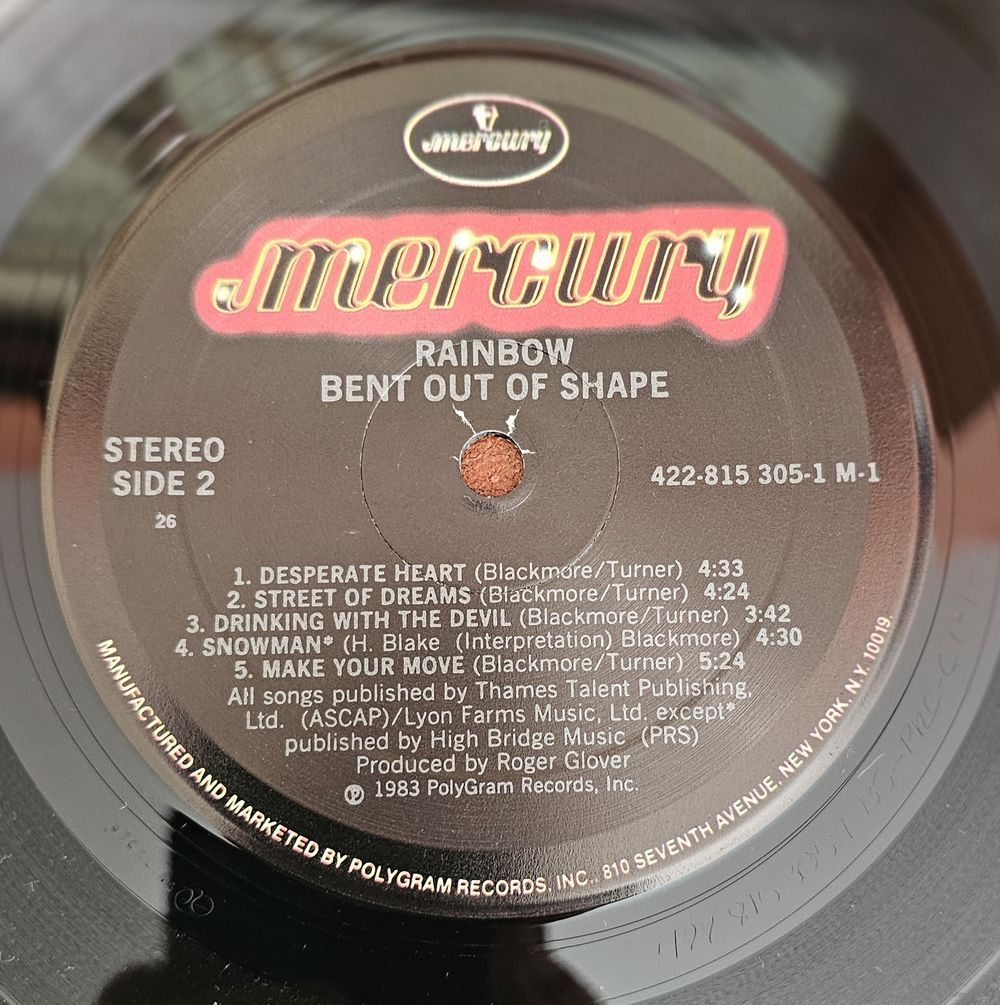 mercury
mercury
RAINBOW
BENT OUT OF SHAPE
STEREO
SIDE 2
26
422-815 305-1 M-1
1. DESPERATE HEART (Blackmore/Turner) 4:33
2. STREET OF DREAMS (Blackmore/Turner) 4:24
3. DRINKING WITH THE DEVIL (Blackmore/Turner) 3:42
4. SNOWMAN* (H. Blake (Interpretation) Blackmore) 4:30
5. MAKE YOUR MOVE (Blackmore/Turner) 5:24
All songs published by Thames Talent Publishing,
Ltd. (ASCAP)/Lyon Farms Music, Ltd. except*
published by High Bridge Music (PRS)
Produced by Roger Glover
℗ 1983 PolyGram Records, Inc.
MANUFACTURED AND MARKETED BY POLYGRAM RECORDS, INC., 810 SEVENTH AVENUE, NEW YORK, N.Y. 10019